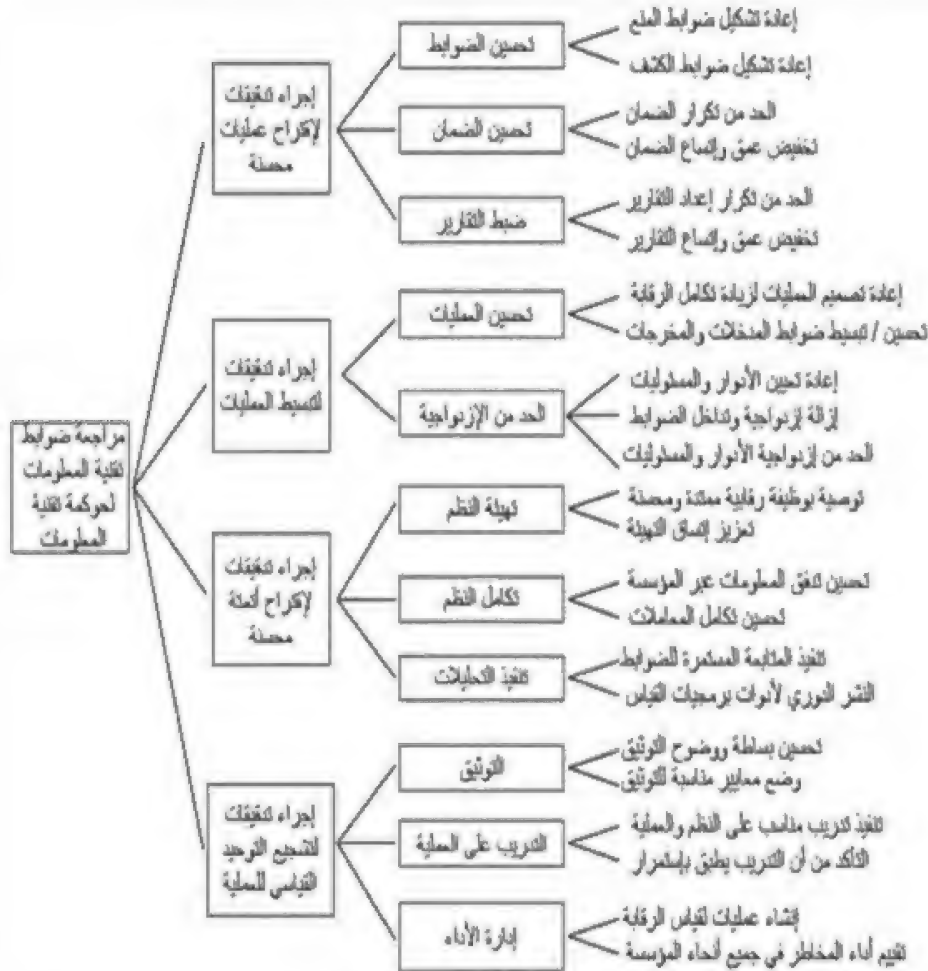 مراجعة ضوابط
تقنية المعلومات
لحوكمة تقنية
المعلومات
إجراء تدقيقات
لإقتراح عمليات
محسنة
تحسين الضوابط
إعادة تشكيل ضوابط المنع
إعادة تشكيل ضوابط الكشف
تحسين الضمان
الحد من تكرار الضمان
تخفيض عمق وإتساع الضمان
ضبط التقارير
الحد من تكرار إعداد التقارير
تخفيض عمق وإتساع التقارير
إجراء تدقيقات
لتبسيط العمليات
تحسين العمليات
إعادة تصميم العمليات لزيادة تكامل الرقابة
تحسين / تبسيط ضوابط المدخلات والمخرجات
الحد من الإزدواجية
إعادة تعيين الأدوار والمسئوليات
إزالة إزدواجية وتداخل الضوابط
الحد من إزدواجية الأدوار والمسئوليات
إجراء تدقيقات
لإقتراح أتمتة
محسنة
تهيئة النظم
توصية بوظيفة رقابية ممتدة ومحسنة
تعزيز إتساق التهيئة
تكامل النظم
تحسين تدفق المعلومات عبر المؤسسة
تحسين تكامل المعاملات
تنفيذ التحليلات
تنفيذ المتابعة المستمرة للضوابط
النشر الدوري لأدوات برمجيات القياس
إجراء تدقيقات
لتشجيع التوحيد
القياسي للعملية
التوثيق
تحسين بساطة ووضوح التوثيق
وضع معايير مناسبة للتوثيق
التدريب على العملية
تنفيذ تدريب مناسب على النظم والعملية
التأكد من أن التدريب يطبق بإستمرار
إدارة الأداء
إنشاء عمليات لقياس الرقابة
تقييم أداء المخاطر في جميع أنحاء المؤسسة